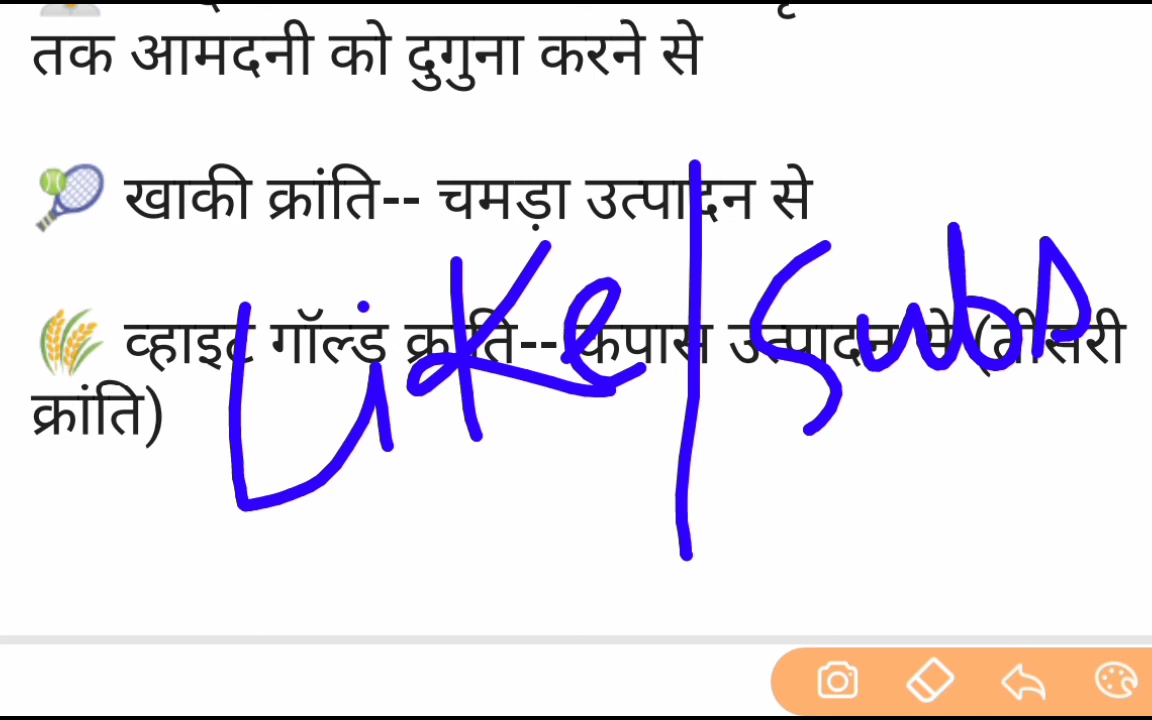 तक आमदनी को दुगुना करने से
खाकी क्रांति-- चमड़ा उत्पादन से
व्हाइट गॉल्ड क्रांति-- कपास उत्पादन से (तीसरी
क्रांति)
Like/Subs